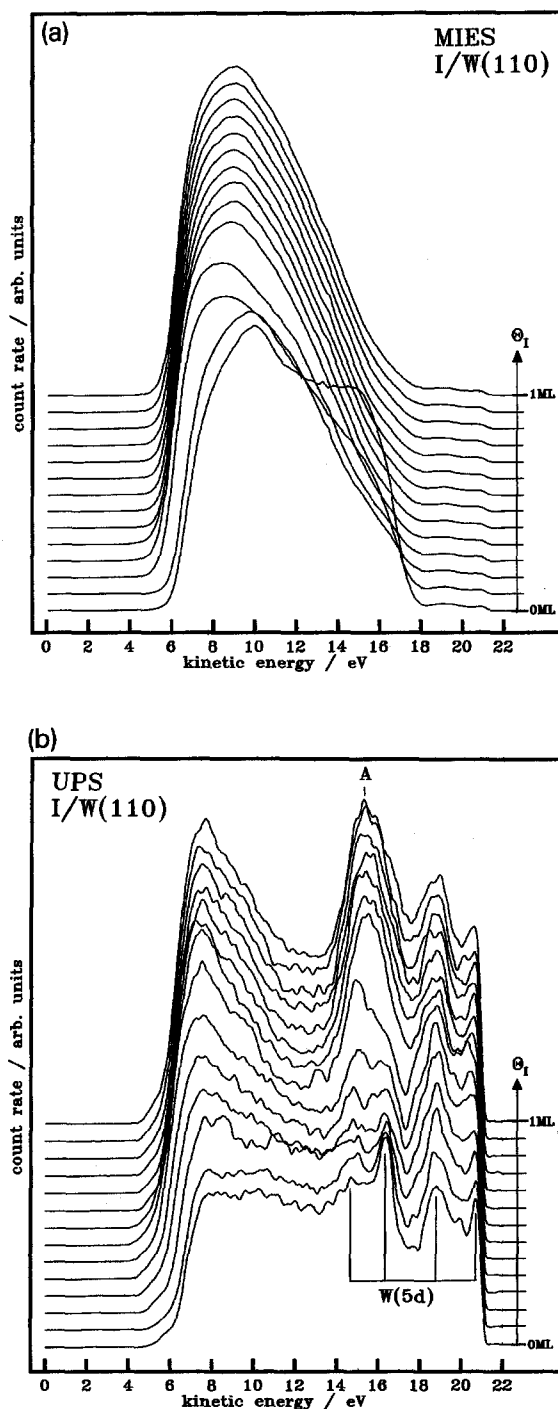 (a)
MIES
I/W(110)
count rate / arb. units
Θ_I
1ML
0ML
0 2 4 6 8 10 12 14 16 18 20 22
kinetic energy / eV
(b)
UPS
I/W(110)
A
count rate / arb. units
Θ_I
1ML
W(5d)
0ML
0 2 4 6 8 10 12 14 16 18 20 22
kinetic energy / eV